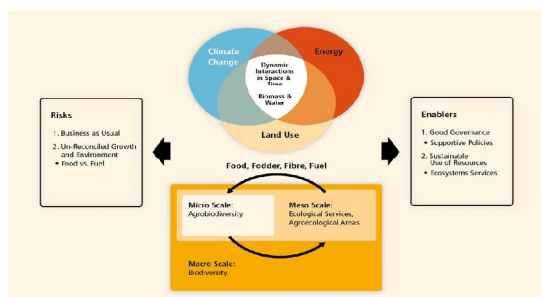 Climate
Change
Energy
Dynamic
Interactions
in Space &
Time
Biomass &
Water
Land Use
Risks
1. Business as Usual
2. Un-Reconciled Growth
and Environment
• Food vs. Fuel
Enablers
1. Good Governance
• Supportive Policies
2. Sustainable
Use of Resources
• Ecosystems Services
Food, Fodder, Fibre, Fuel
Micro Scale:
Agrobiodiversity
Meso Scale:
Ecological Services,
Agroecological Areas
Macro Scale:
Biodiversity